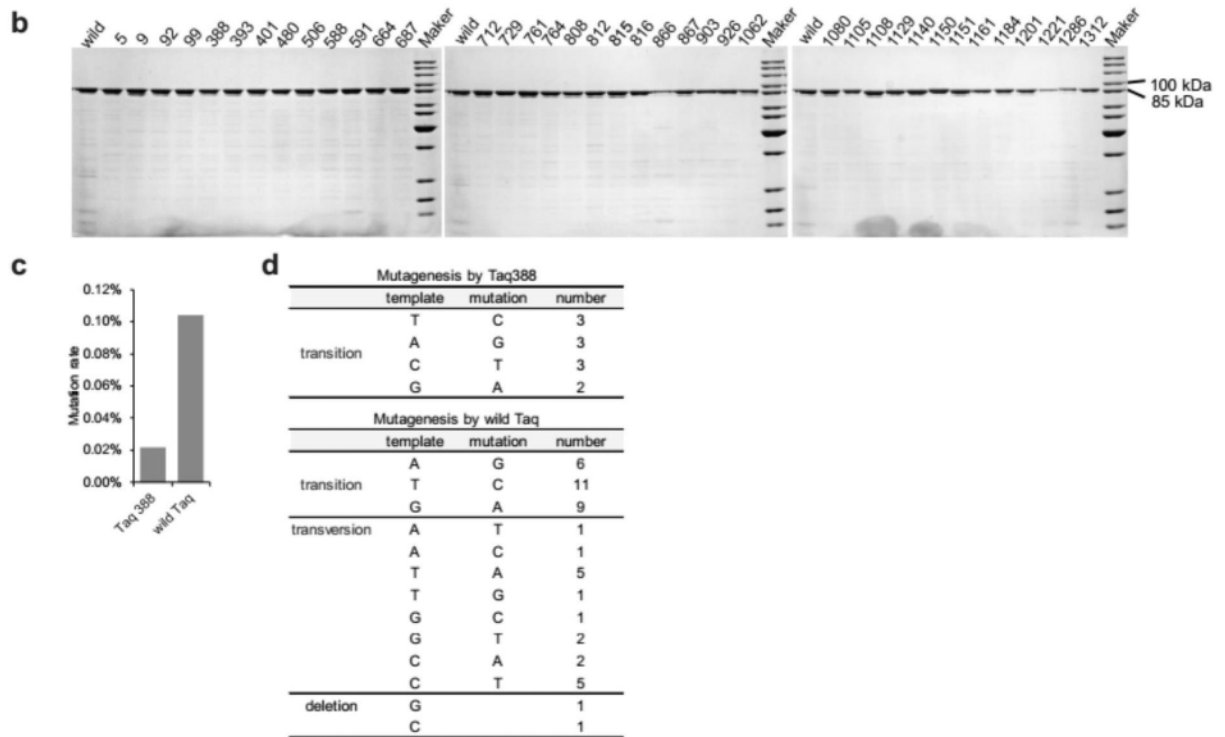 b
wild 5 9 92 99 388 393 401 480 506 588 591 664 687 Maker wild 712 729 761 764 808 812 815 816 866 867 903 926 1062 Maker wild 1080 1105 1108 1129 1140 1150 1151 1161 1184 1201 1221 1286 1312 Maker
100 kDa
85 kDa
c
0.12%
0.10%
0.08%
0.06%
0.04%
0.02%
0.00%
Mutation rate
Taq 388 wild Taq
d
Mutagenesis by Taq388
template mutation number
T C 3
A G 3
transition
C T 3
G A 2
Mutagenesis by wild Taq
template mutation number
A G 6
transition T C 11
G A 9
transversion A T 1
A C 1
T A 5
T G 1
G C 1
G T 2
C A 2
C T 5
deletion G 1
C 1